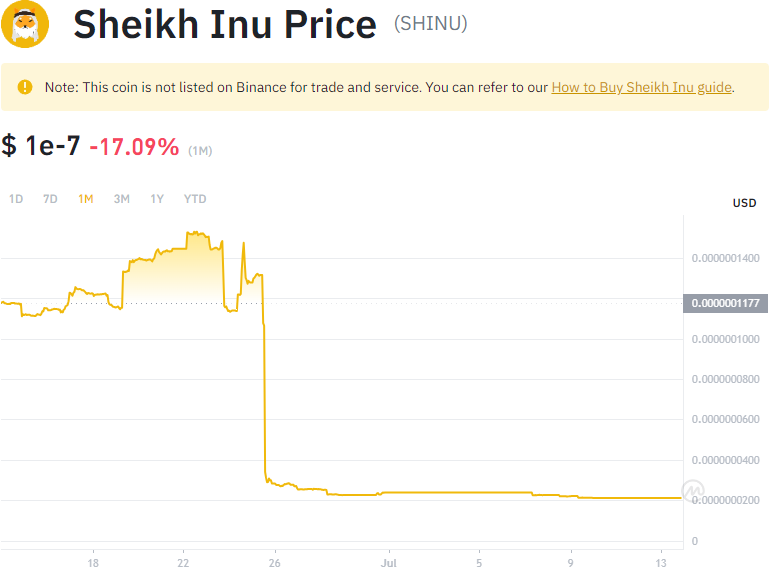 Sheikh Inu Price (SHINU)
Note: This coin is not listed on Binance for trade and service. You can refer to our How to Buy Sheikh Inu guide.
$ 1e-7 -17.09% (1M)
1D 7D 1M 3M 1Y YTD
USD
0.0000001400
0.0000001177
0.0000001000
0.0000000800
0.0000000600
0.0000000400
0.0000000200
0
18 22 26 Jul 5 9 13